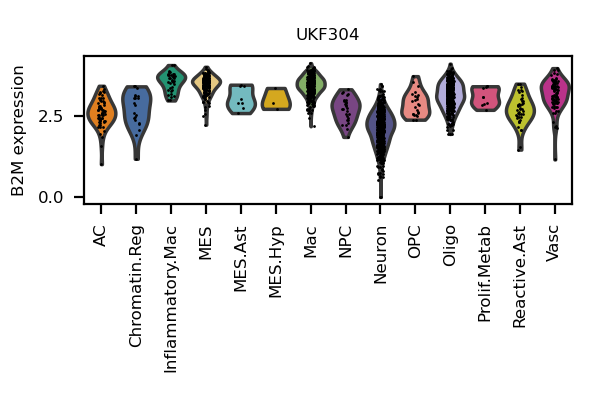 UKF304
B2M expression
2.5
0.0
AC
Chromatin.Reg
Inflammatory.Mac
MES
MES.Ast
MES.Hyp
Mac
NPC
Neuron
OPC
Oligo
Prolif.Metab
Reactive.Ast
Vasc